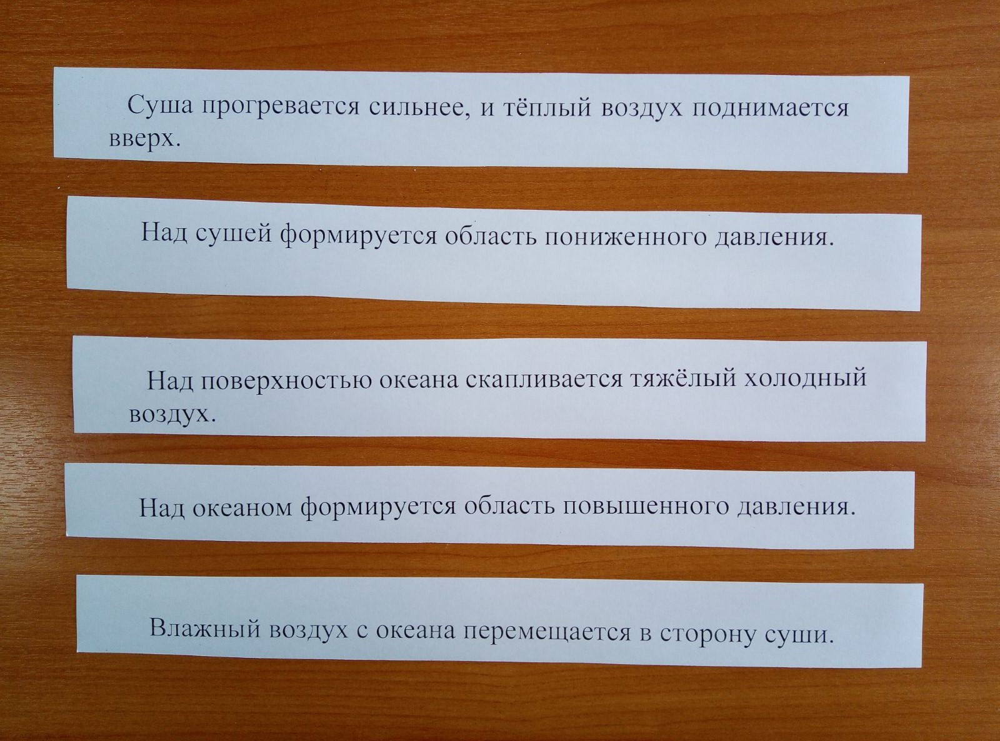 Суша прогревается сильнее, и тёплый воздух поднимается
вверх.
Над сушей формируется область пониженного давления.
Над поверхностью океана скапливается тяжёлый холодный
воздух.
Над океаном формируется область повышенного давления.
Влажный воздух с океана перемещается в сторону суши.